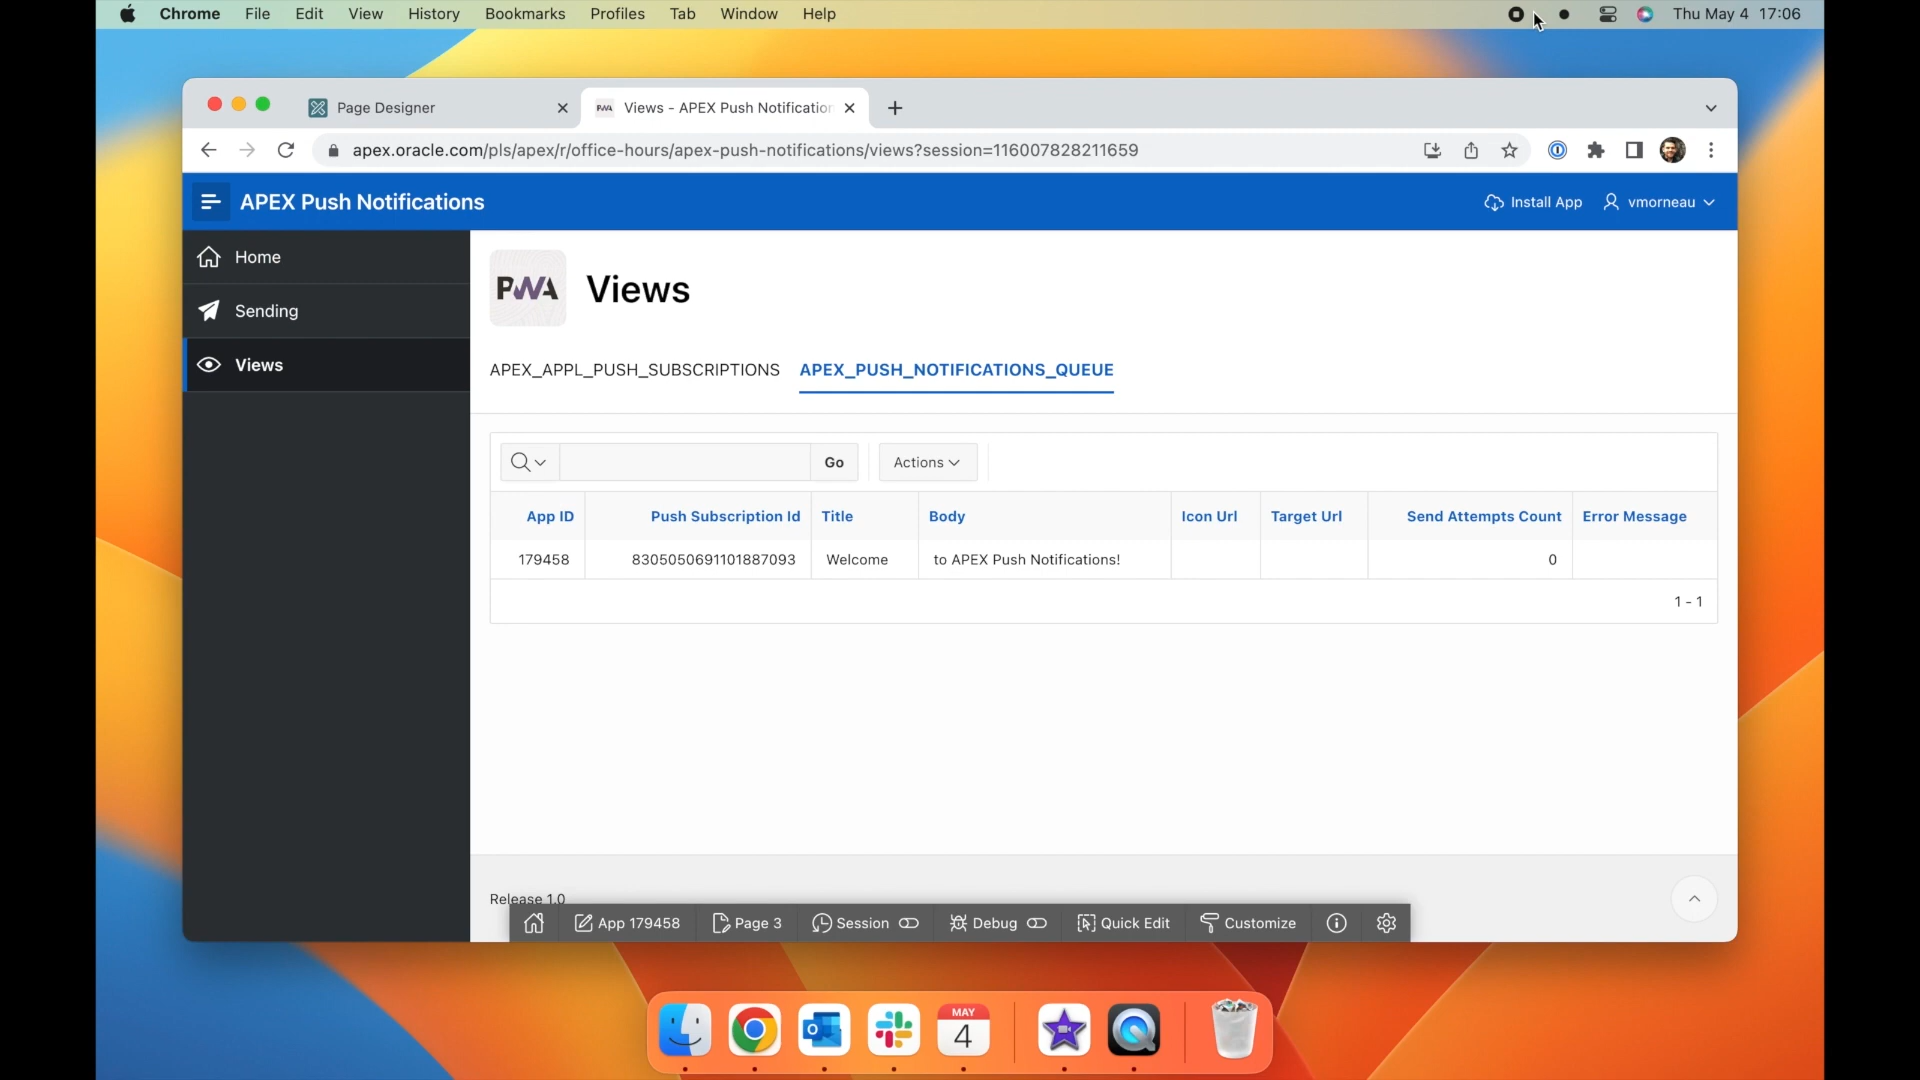 Chrome File Edit View History Bookmarks Profiles Tab Window Help Thu May 4 17:06
Page Designer
PWA Views - APEX Push Notification
apex.oracle.com/pls/apex/r/office-hours/apex-push-notifications/views?session=116007828211659
APEX Push Notifications
Install App
vmorneau
Home
Sending
Views
PWA
Views
APEX_APPL_PUSH_SUBSCRIPTIONS
APEX_PUSH_NOTIFICATIONS_QUEUE
Go
Actions
App ID Push Subscription Id Title Body Icon Url Target Url Send Attempts Count Error Message
179458 8305050691101887093 Welcome to APEX Push Notifications! 0
1 - 1
Release 1.0
App 179458 Page 3 Session Debug Quick Edit Customize
MAY
4